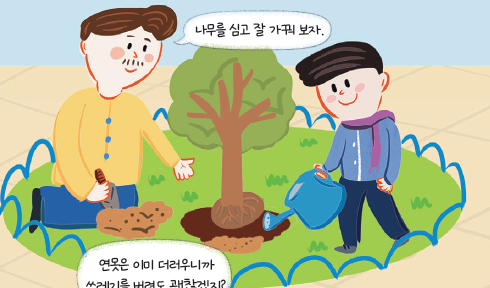 나무를 심고 잘 가꿔 보자.
연못은 이미 더러우니까
쓰레기를 버려도 괜찮겠지?